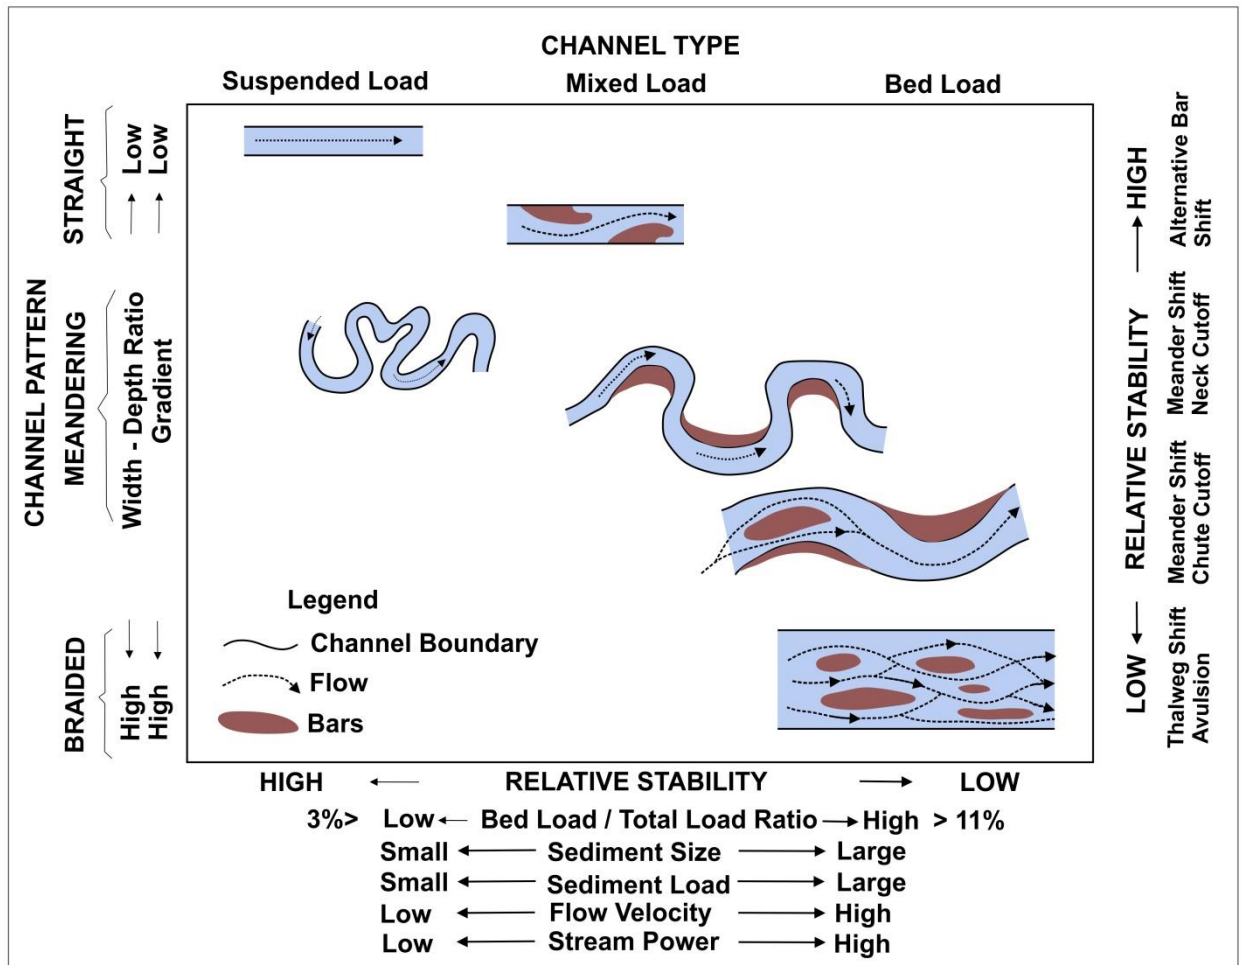 CHANNEL TYPE
Suspended Load
Mixed Load
Bed Load
CHANNEL PATTERN
STRAIGHT
Low
Low
MEANDERING
Width - Depth Ratio
Gradient
BRAIDED
High
High
HIGH
RELATIVE STABILITY
LOW
Alternative Bar
Shift
Meander Shift
Neck Cutoff
Meander Shift
Chute Cutoff
Thalweg Shift
Avulsion
Legend
Channel Boundary
Flow
Bars
HIGH RELATIVE STABILITY LOW
3%> Low Bed Load / Total Load Ratio High > 11%
Small Sediment Size Large
Small Sediment Load Large
Low Flow Velocity High
Low Stream Power High